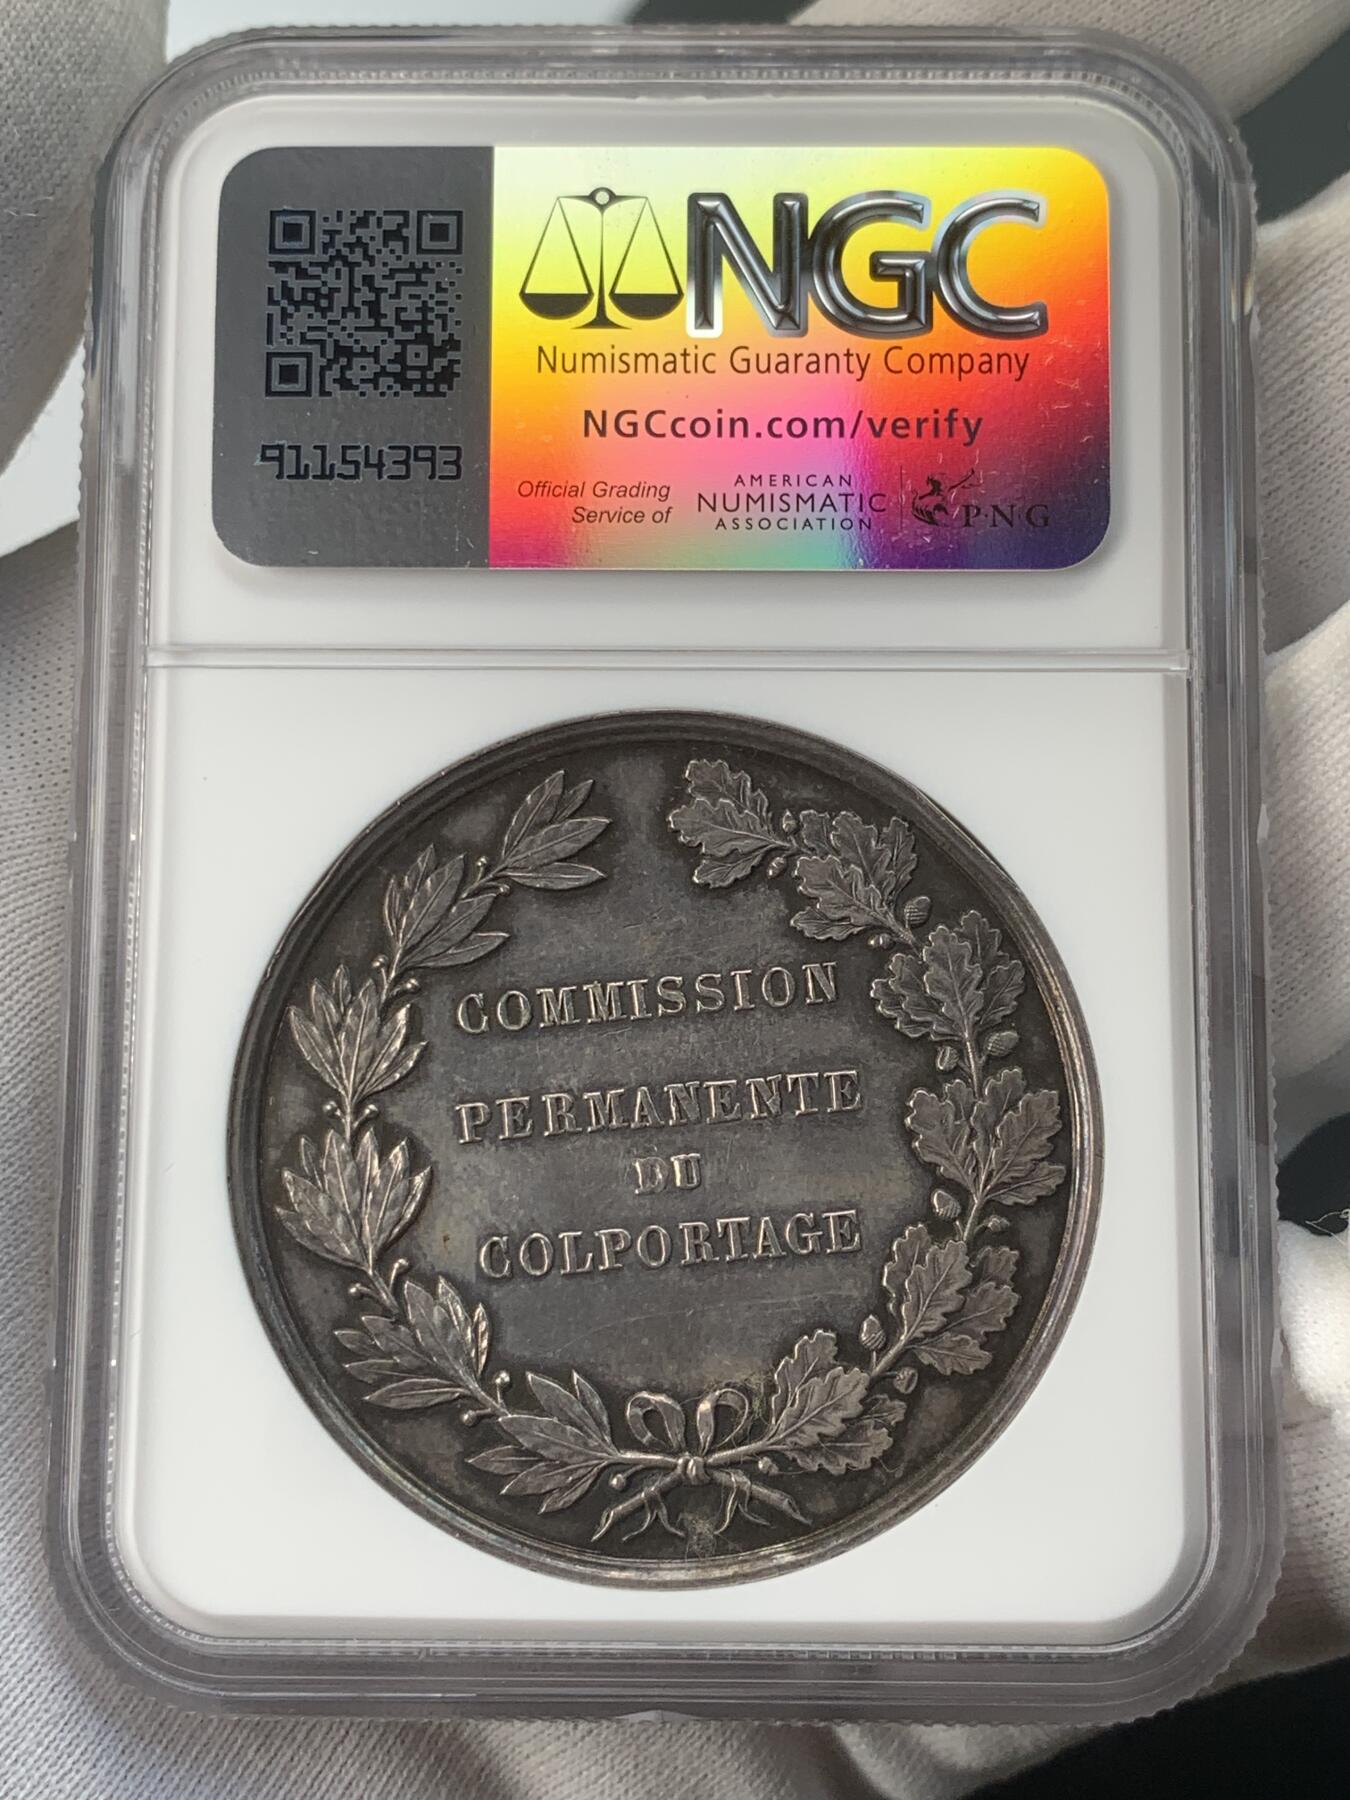 NGC
Numismatic Guaranty Company
NGCcoin.com/verify
91154393
Official Grading
Service of
AMERICAN
NUMISMATIC
ASSOCIATION
P·N·G
COMMISSION
PERMANENTE
DU
COLPORTAGE